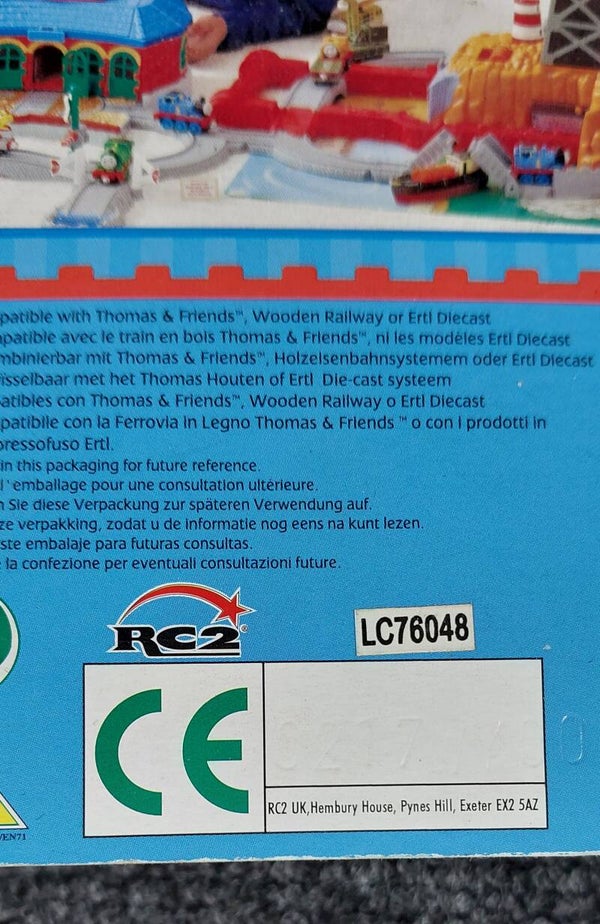 patible with Thomas & Friends™, Wooden Railway or Ertl Diecast
patible avec le train en bois Thomas & Friends™, ni les modèles Ertl Diecast
mbinierbar mit Thomas & Friends™, Holzeisenbahnsystemem oder Ertl Diecast
isselbaar met het Thomas Houten of Ertl Die-cast systeem
atibles con Thomas & Friends™, Wooden Railway o Ertl Diecast
patibile con la Ferrovia in Legno Thomas & Friends ™ o con i prodotti in
pressofuso Ertl.
in this packaging for future reference.
l'emballage pour une consultation ultérieure.
n Sie diese Verpackung zur späteren Verwendung auf.
ze verpakking, zodat u de informatie nog eens na kunt lezen.
ste embalaje para futuras consultas.
la confezione per eventuali consultazioni future.
RC2®
LC76048
CE
RC2 UK,Hembury House, Pynes Hill, Exeter EX2 5AZ
EN71